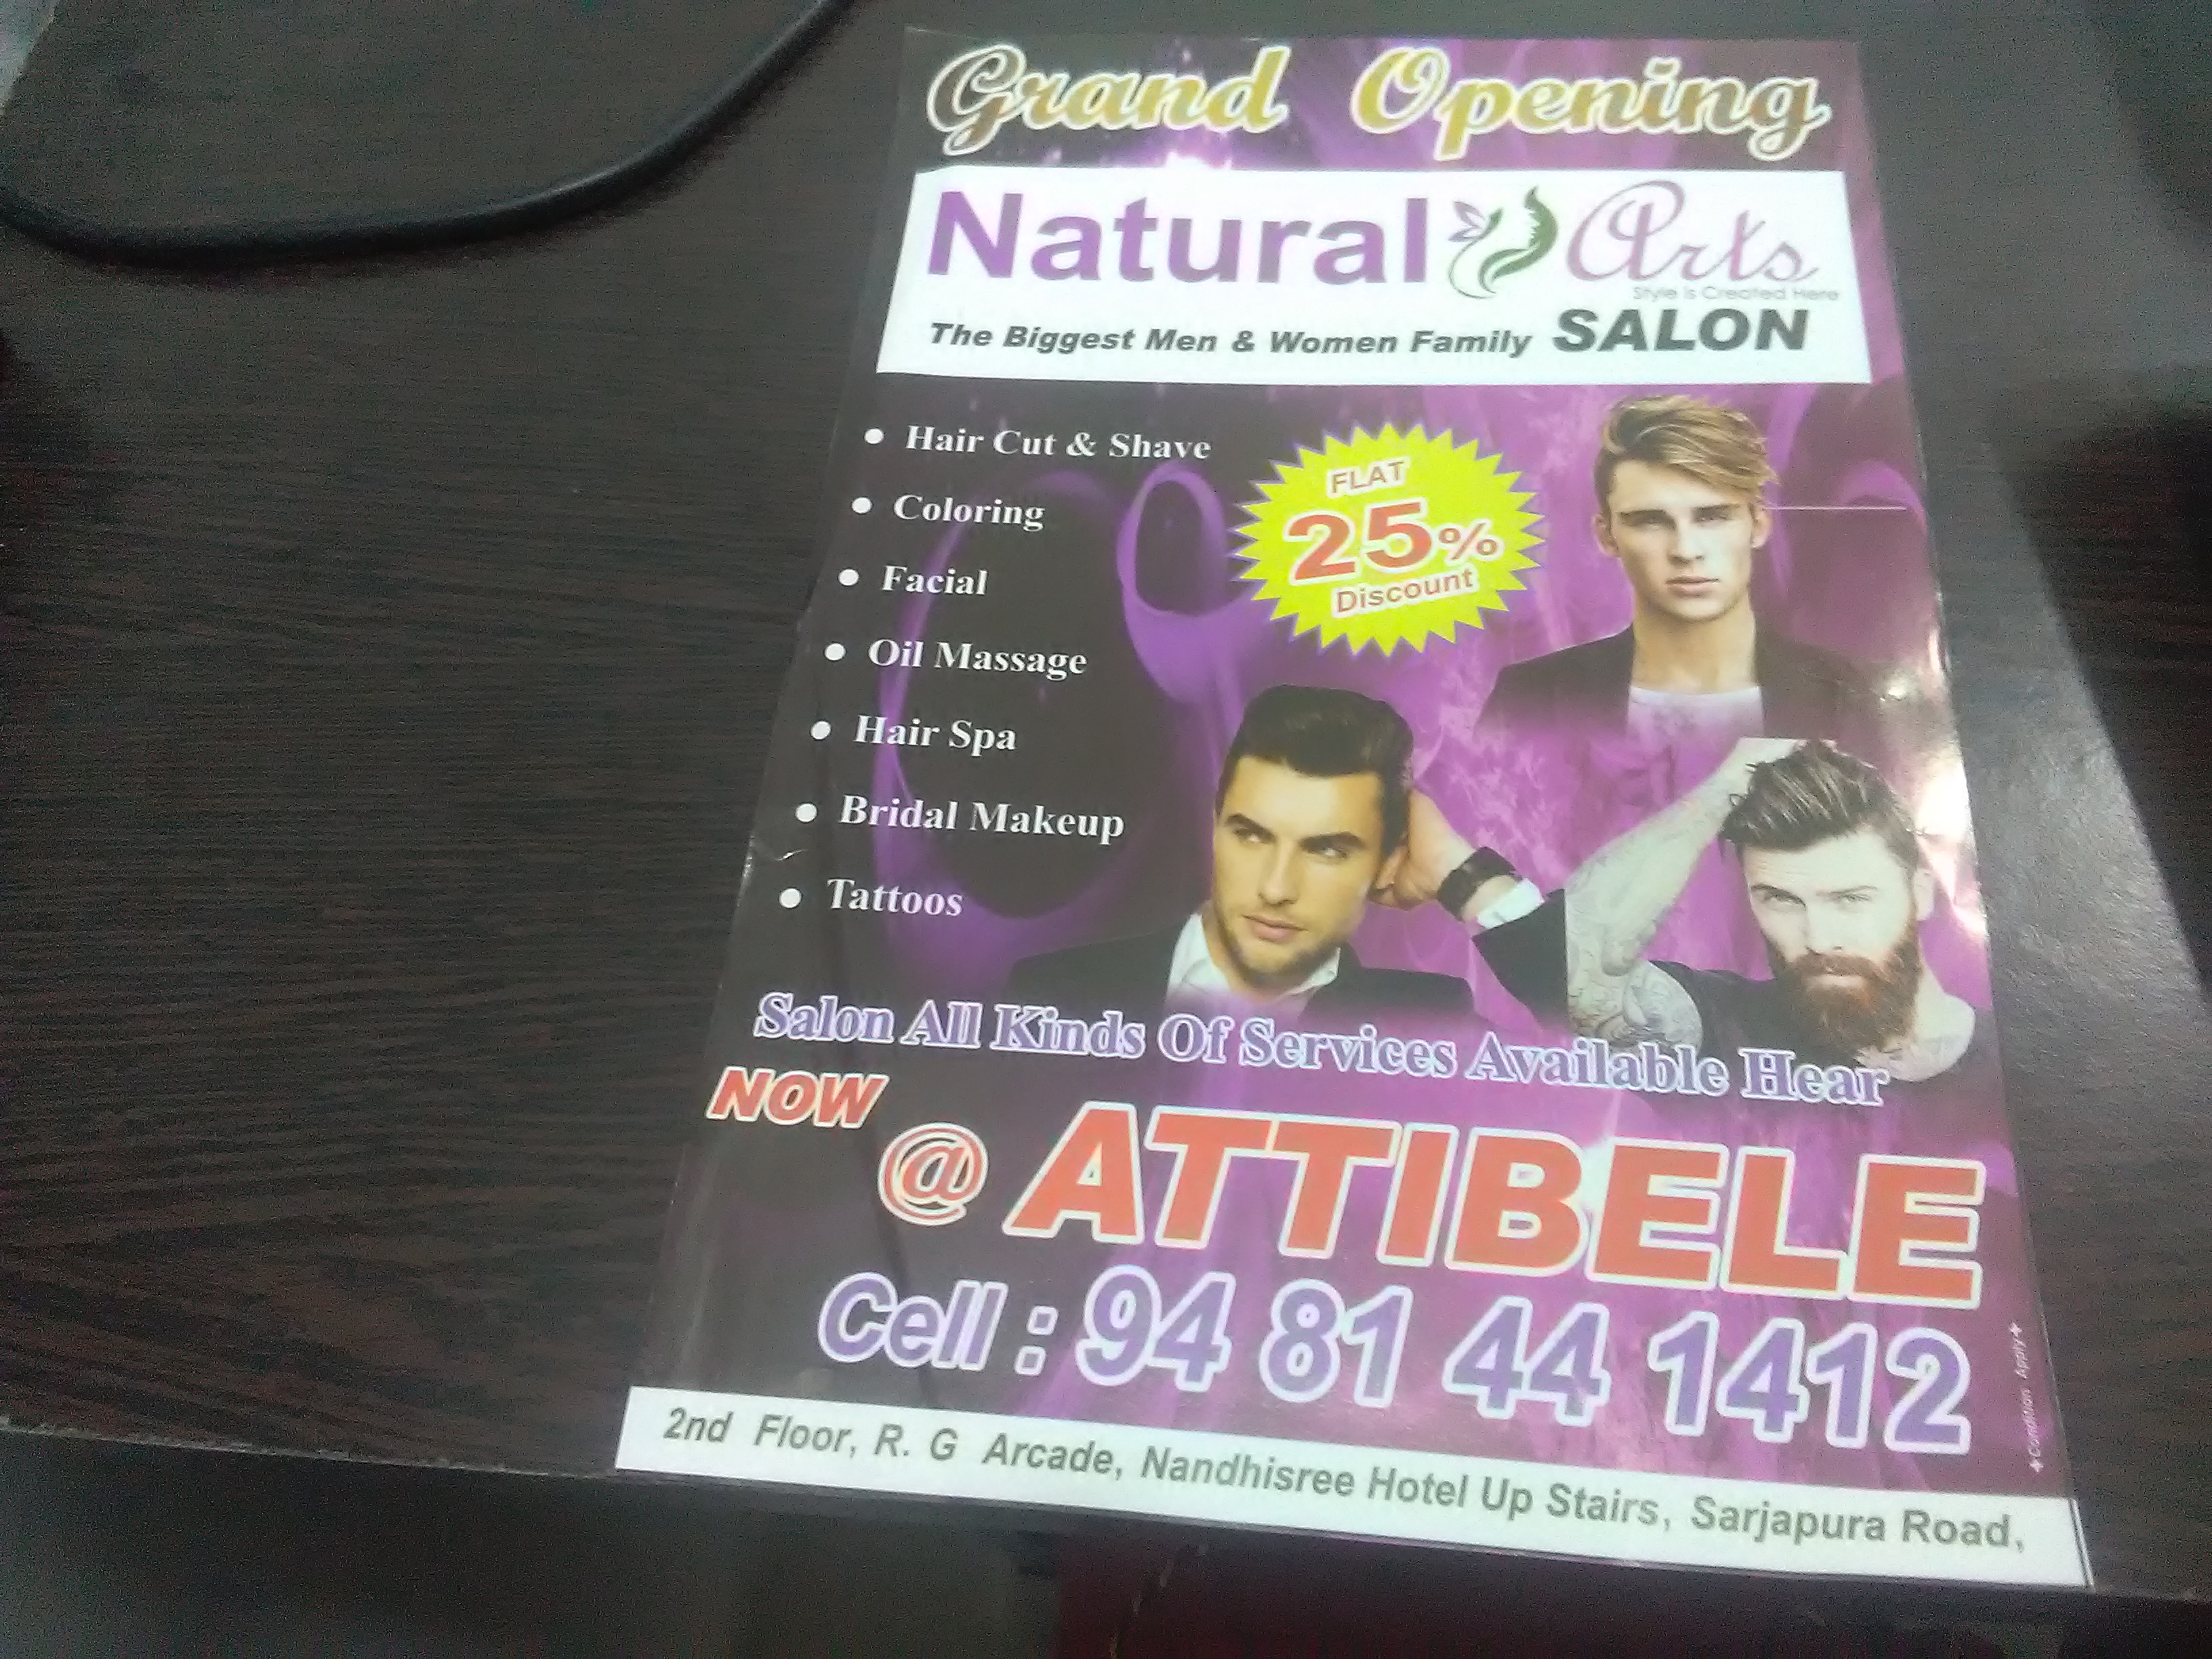 Grand Opening
Natural Arts
Style is Created Here
The Biggest Men & Women Family SALON
• Hair Cut & Shave
• Coloring
• Facial
• Oil Massage
• Hair Spa
• Bridal Makeup
• Tattoos
FLAT
25%
Discount
Salon All Kinds Of Services Available Hear
NOW
@ ATTIBELE
Cell : 94 81 44 1412
+Condition Apply+
2nd Floor, R. G Arcade, Nandhisree Hotel Up Stairs, Sarjapura Road,